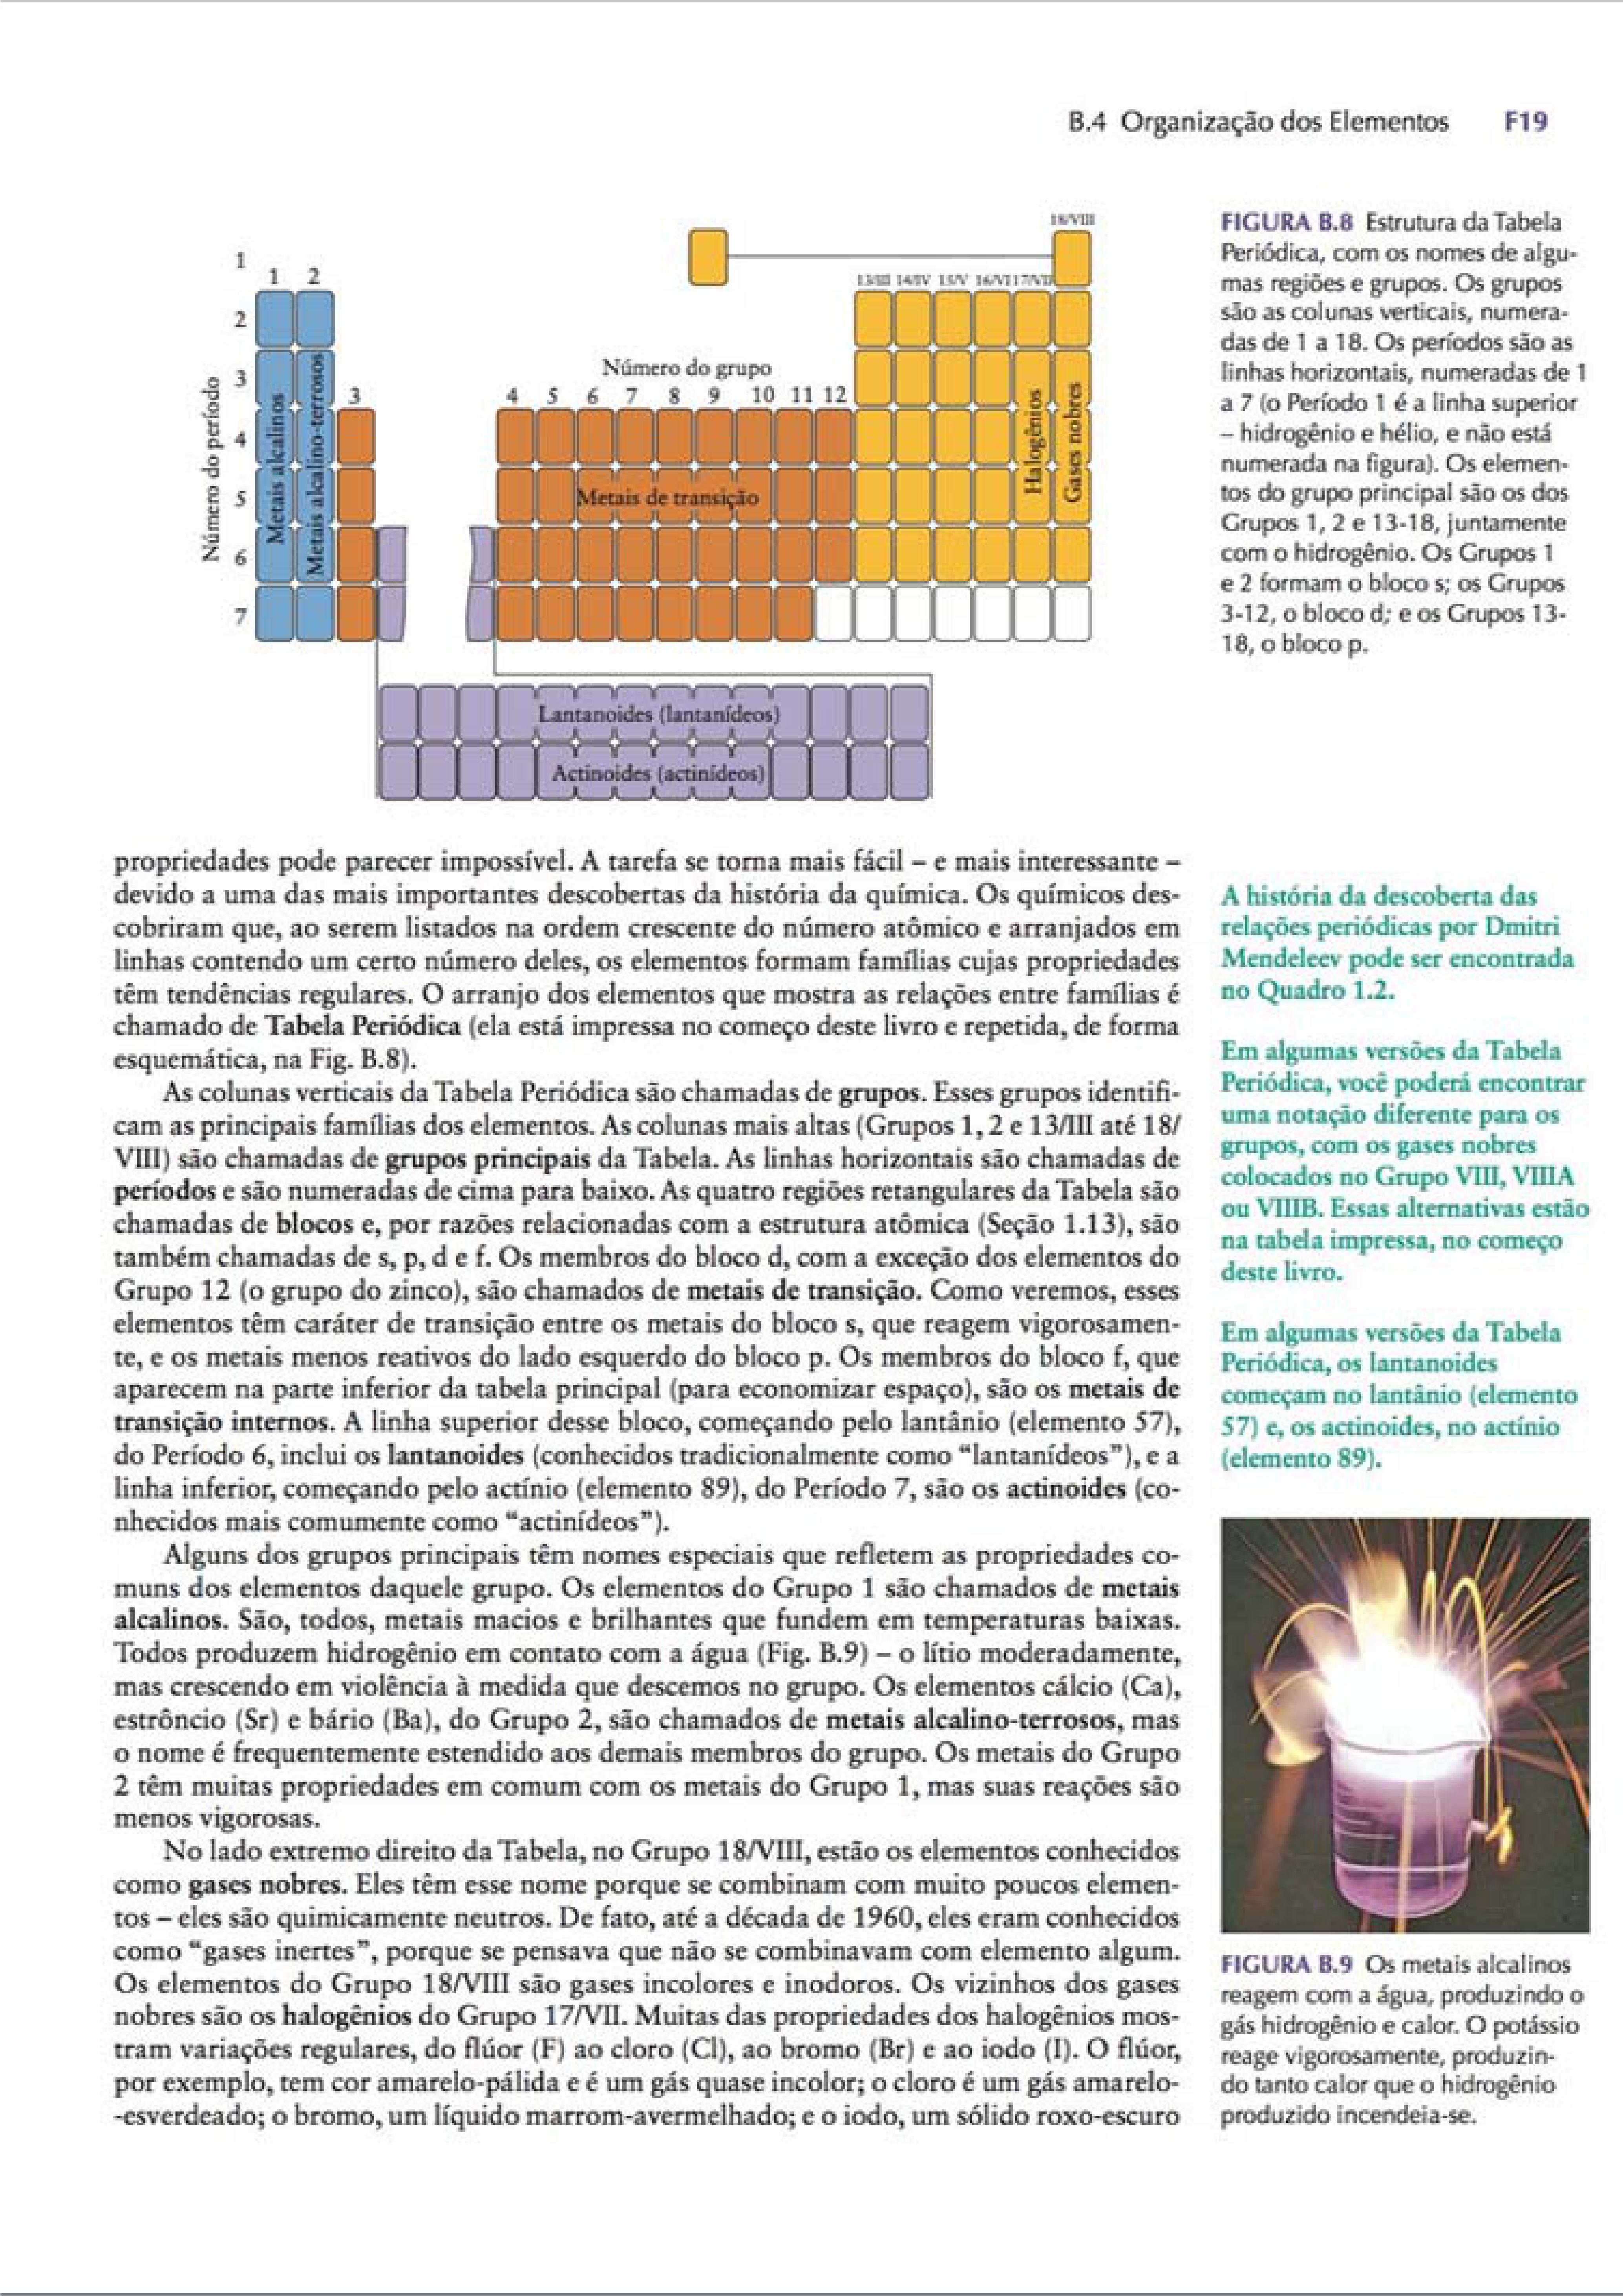 B.4 Organização dos Elementos F19
18/VIII
1
1 2
13/III 14/IV 15/V 16/VI 17/VII
2
Número do grupo
3
3 4 5 6 7 8 9 10 11 12
4
5
6
7
Número do período
Metais alcalinos
Metais alcalino-terrosos
Metais de transição
Halogênios
Gases nobres
Lantanoides (lantanídeos)
Actinoides (actinídeos)
FIGURA B.8 Estrutura da Tabela
Periódica, com os nomes de algu-
mas regiões e grupos. Os grupos
são as colunas verticais, numera-
das de 1 a 18. Os períodos são as
linhas horizontais, numeradas de 1
a 7 (o Período 1 é a linha superior
– hidrogênio e hélio, e não está
numerada na figura). Os elemen-
tos do grupo principal são os dos
Grupos 1, 2 e 13-18, juntamente
com o hidrogênio. Os Grupos 1
e 2 formam o bloco s; os Grupos
3-12, o bloco d; e os Grupos 13-
18, o bloco p.
propriedades pode parecer impossível. A tarefa se torna mais fácil – e mais interessante –
devido a uma das mais importantes descobertas da história da química. Os químicos des-
cobriram que, ao serem listados na ordem crescente do número atômico e arranjados em
linhas contendo um certo número deles, os elementos formam famílias cujas propriedades
têm tendências regulares. O arranjo dos elementos que mostra as relações entre famílias é
chamado de Tabela Periódica (ela está impressa no começo deste livro e repetida, de forma
esquemática, na Fig. B.8).
As colunas verticais da Tabela Periódica são chamadas de grupos. Esses grupos identifi-
cam as principais famílias dos elementos. As colunas mais altas (Grupos 1, 2 e 13/III até 18/
VIII) são chamadas de grupos principais da Tabela. As linhas horizontais são chamadas de
períodos e são numeradas de cima para baixo. As quatro regiões retangulares da Tabela são
chamadas de blocos e, por razões relacionadas com a estrutura atômica (Seção 1.13), são
também chamadas de s, p, d e f. Os membros do bloco d, com a exceção dos elementos do
Grupo 12 (o grupo do zinco), são chamados de metais de transição. Como veremos, esses
elementos têm caráter de transição entre os metais do bloco s, que reagem vigorosamen-
te, e os metais menos reativos do lado esquerdo do bloco p. Os membros do bloco f, que
aparecem na parte inferior da tabela principal (para economizar espaço), são os metais de
transição internos. A linha superior desse bloco, começando pelo lantânio (elemento 57),
do Período 6, inclui os lantanoides (conhecidos tradicionalmente como "lantanídeos"), e a
linha inferior, começando pelo actínio (elemento 89), do Período 7, são os actinoides (co-
nhecidos mais comumente como "actinídeos").
Alguns dos grupos principais têm nomes especiais que refletem as propriedades co-
muns dos elementos daquele grupo. Os elementos do Grupo 1 são chamados de metais
alcalinos. São, todos, metais macios e brilhantes que fundem em temperaturas baixas.
Todos produzem hidrogênio em contato com a água (Fig. B.9) – o lítio moderadamente,
mas crescendo em violência à medida que descemos no grupo. Os elementos cálcio (Ca),
estrôncio (Sr) e bário (Ba), do Grupo 2, são chamados de metais alcalino-terrosos, mas
o nome é frequentemente estendido aos demais membros do grupo. Os metais do Grupo
2 têm muitas propriedades em comum com os metais do Grupo 1, mas suas reações são
menos vigorosas.
No lado extremo direito da Tabela, no Grupo 18/VIII, estão os elementos conhecidos
como gases nobres. Eles têm esse nome porque se combinam com muito poucos elemen-
tos – eles são quimicamente neutros. De fato, até a década de 1960, eles eram conhecidos
como "gases inertes", porque se pensava que não se combinavam com elemento algum.
Os elementos do Grupo 18/VIII são gases incolores e inodoros. Os vizinhos dos gases
nobres são os halogênios do Grupo 17/VII. Muitas das propriedades dos halogênios mos-
tram variações regulares, do flúor (F) ao cloro (Cl), ao bromo (Br) e ao iodo (I). O flúor,
por exemplo, tem cor amarelo-pálida e é um gás quase incolor; o cloro é um gás amarelo-
-esverdeado; o bromo, um líquido marrom-avermelhado; e o iodo, um sólido roxo-escuro
A história da descoberta das
relações periódicas por Dmitri
Mendeleev pode ser encontrada
no Quadro 1.2.
Em algumas versões da Tabela
Periódica, você poderá encontrar
uma notação diferente para os
grupos, com os gases nobres
colocados no Grupo VIII, VIIIA
ou VIIIB. Essas alternativas estão
na tabela impressa, no começo
deste livro.
Em algumas versões da Tabela
Periódica, os lantanoides
começam no lantânio (elemento
57) e, os actinoides, no actínio
(elemento 89).
FIGURA B.9 Os metais alcalinos
reagem com a água, produzindo o
gás hidrogênio e calor. O potássio
reage vigorosamente, produzin-
do tanto calor que o hidrogênio
produzido incendeia-se.